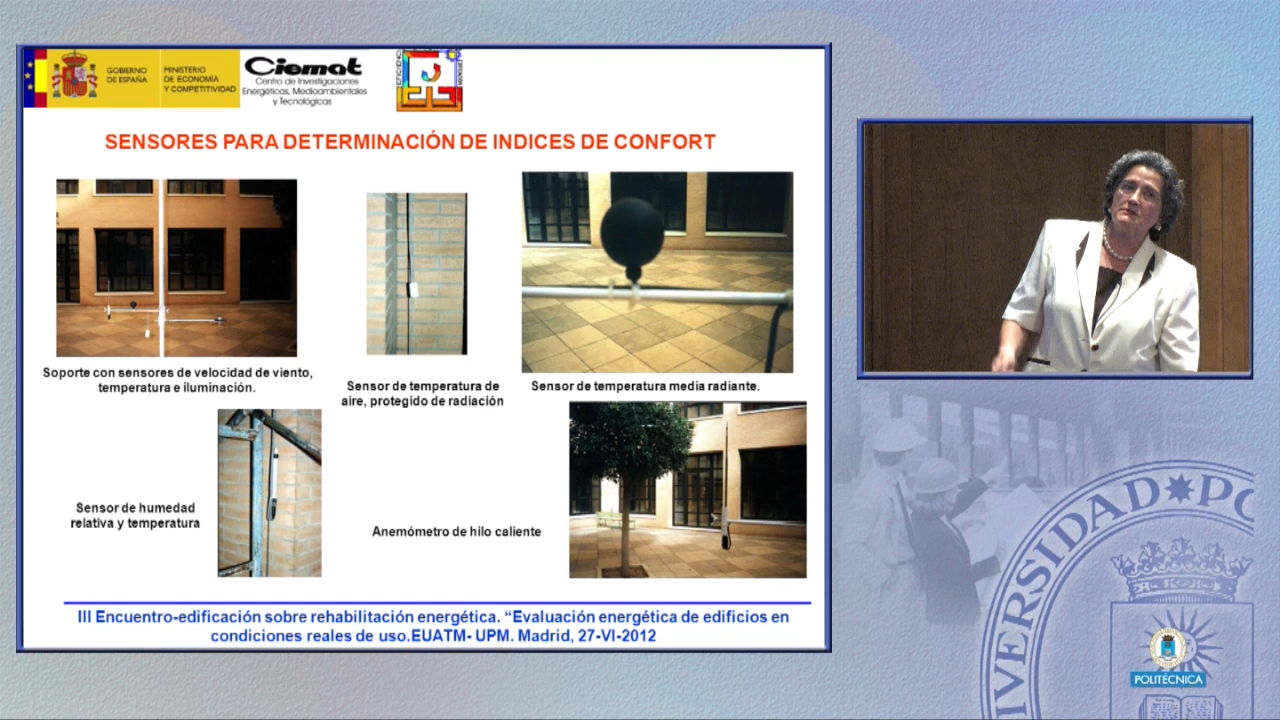 GOBIERNO
DE ESPAÑA
MINISTERIO
DE ECONOMÍA
Y COMPETITIVIDAD
Ciemat
Centro de Investigaciones
Energéticas, Medioambientales
y Tecnológicas
SENSORES PARA DETERMINACIÓN DE INDICES DE CONFORT
Soporte con sensores de velocidad de viento,
temperatura e iluminación.
Sensor de temperatura de
aire, protegido de radiación
Sensor de temperatura media radiante.
Sensor de humedad
relativa y temperatura
Anemómetro de hilo caliente
III Encuentro-edificación sobre rehabilitación energética. “Evaluación energética de edificios en
condiciones reales de uso.EUATM- UPM. Madrid, 27-VI-2012
IVERSIDAD PO
POLITÉCNICA